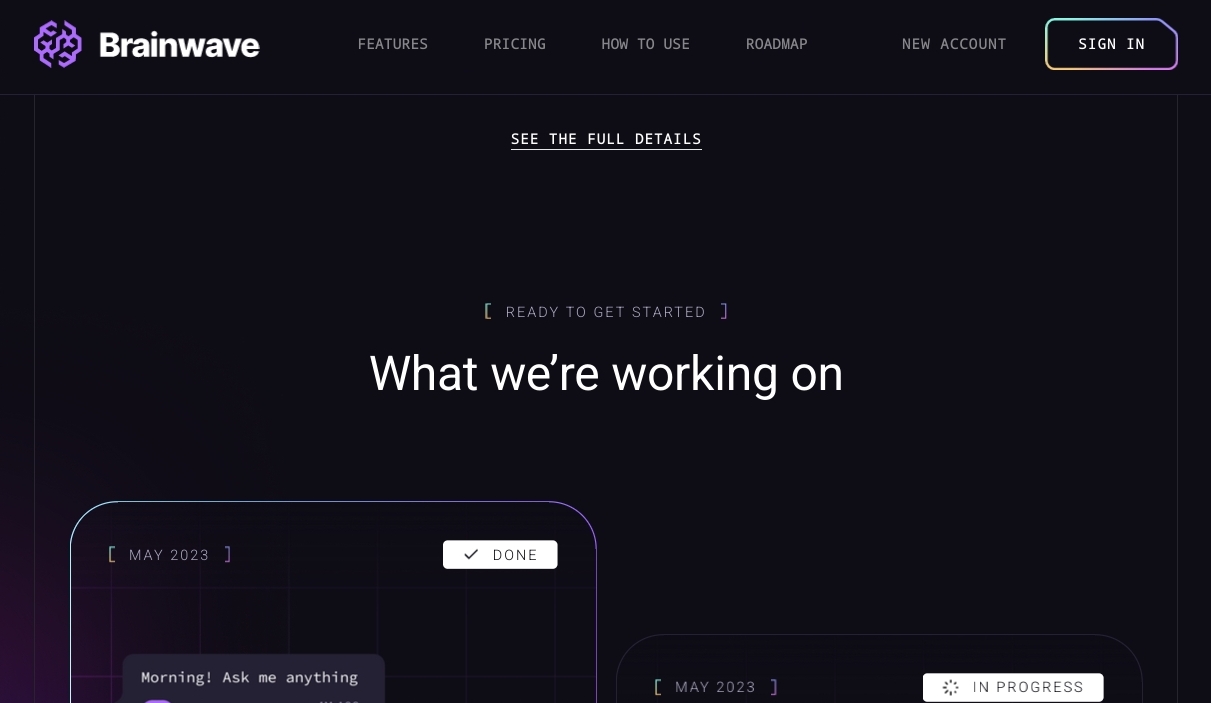 Brainwave
FEATURES
PRICING
HOW TO USE
ROADMAP
NEW ACCOUNT
SIGN IN
SEE THE FULL DETAILS
[ READY TO GET STARTED ]
What we’re working on
[ MAY 2023 ]
DONE
Morning! Ask me anything
[ MAY 2023 ]
IN PROGRESS